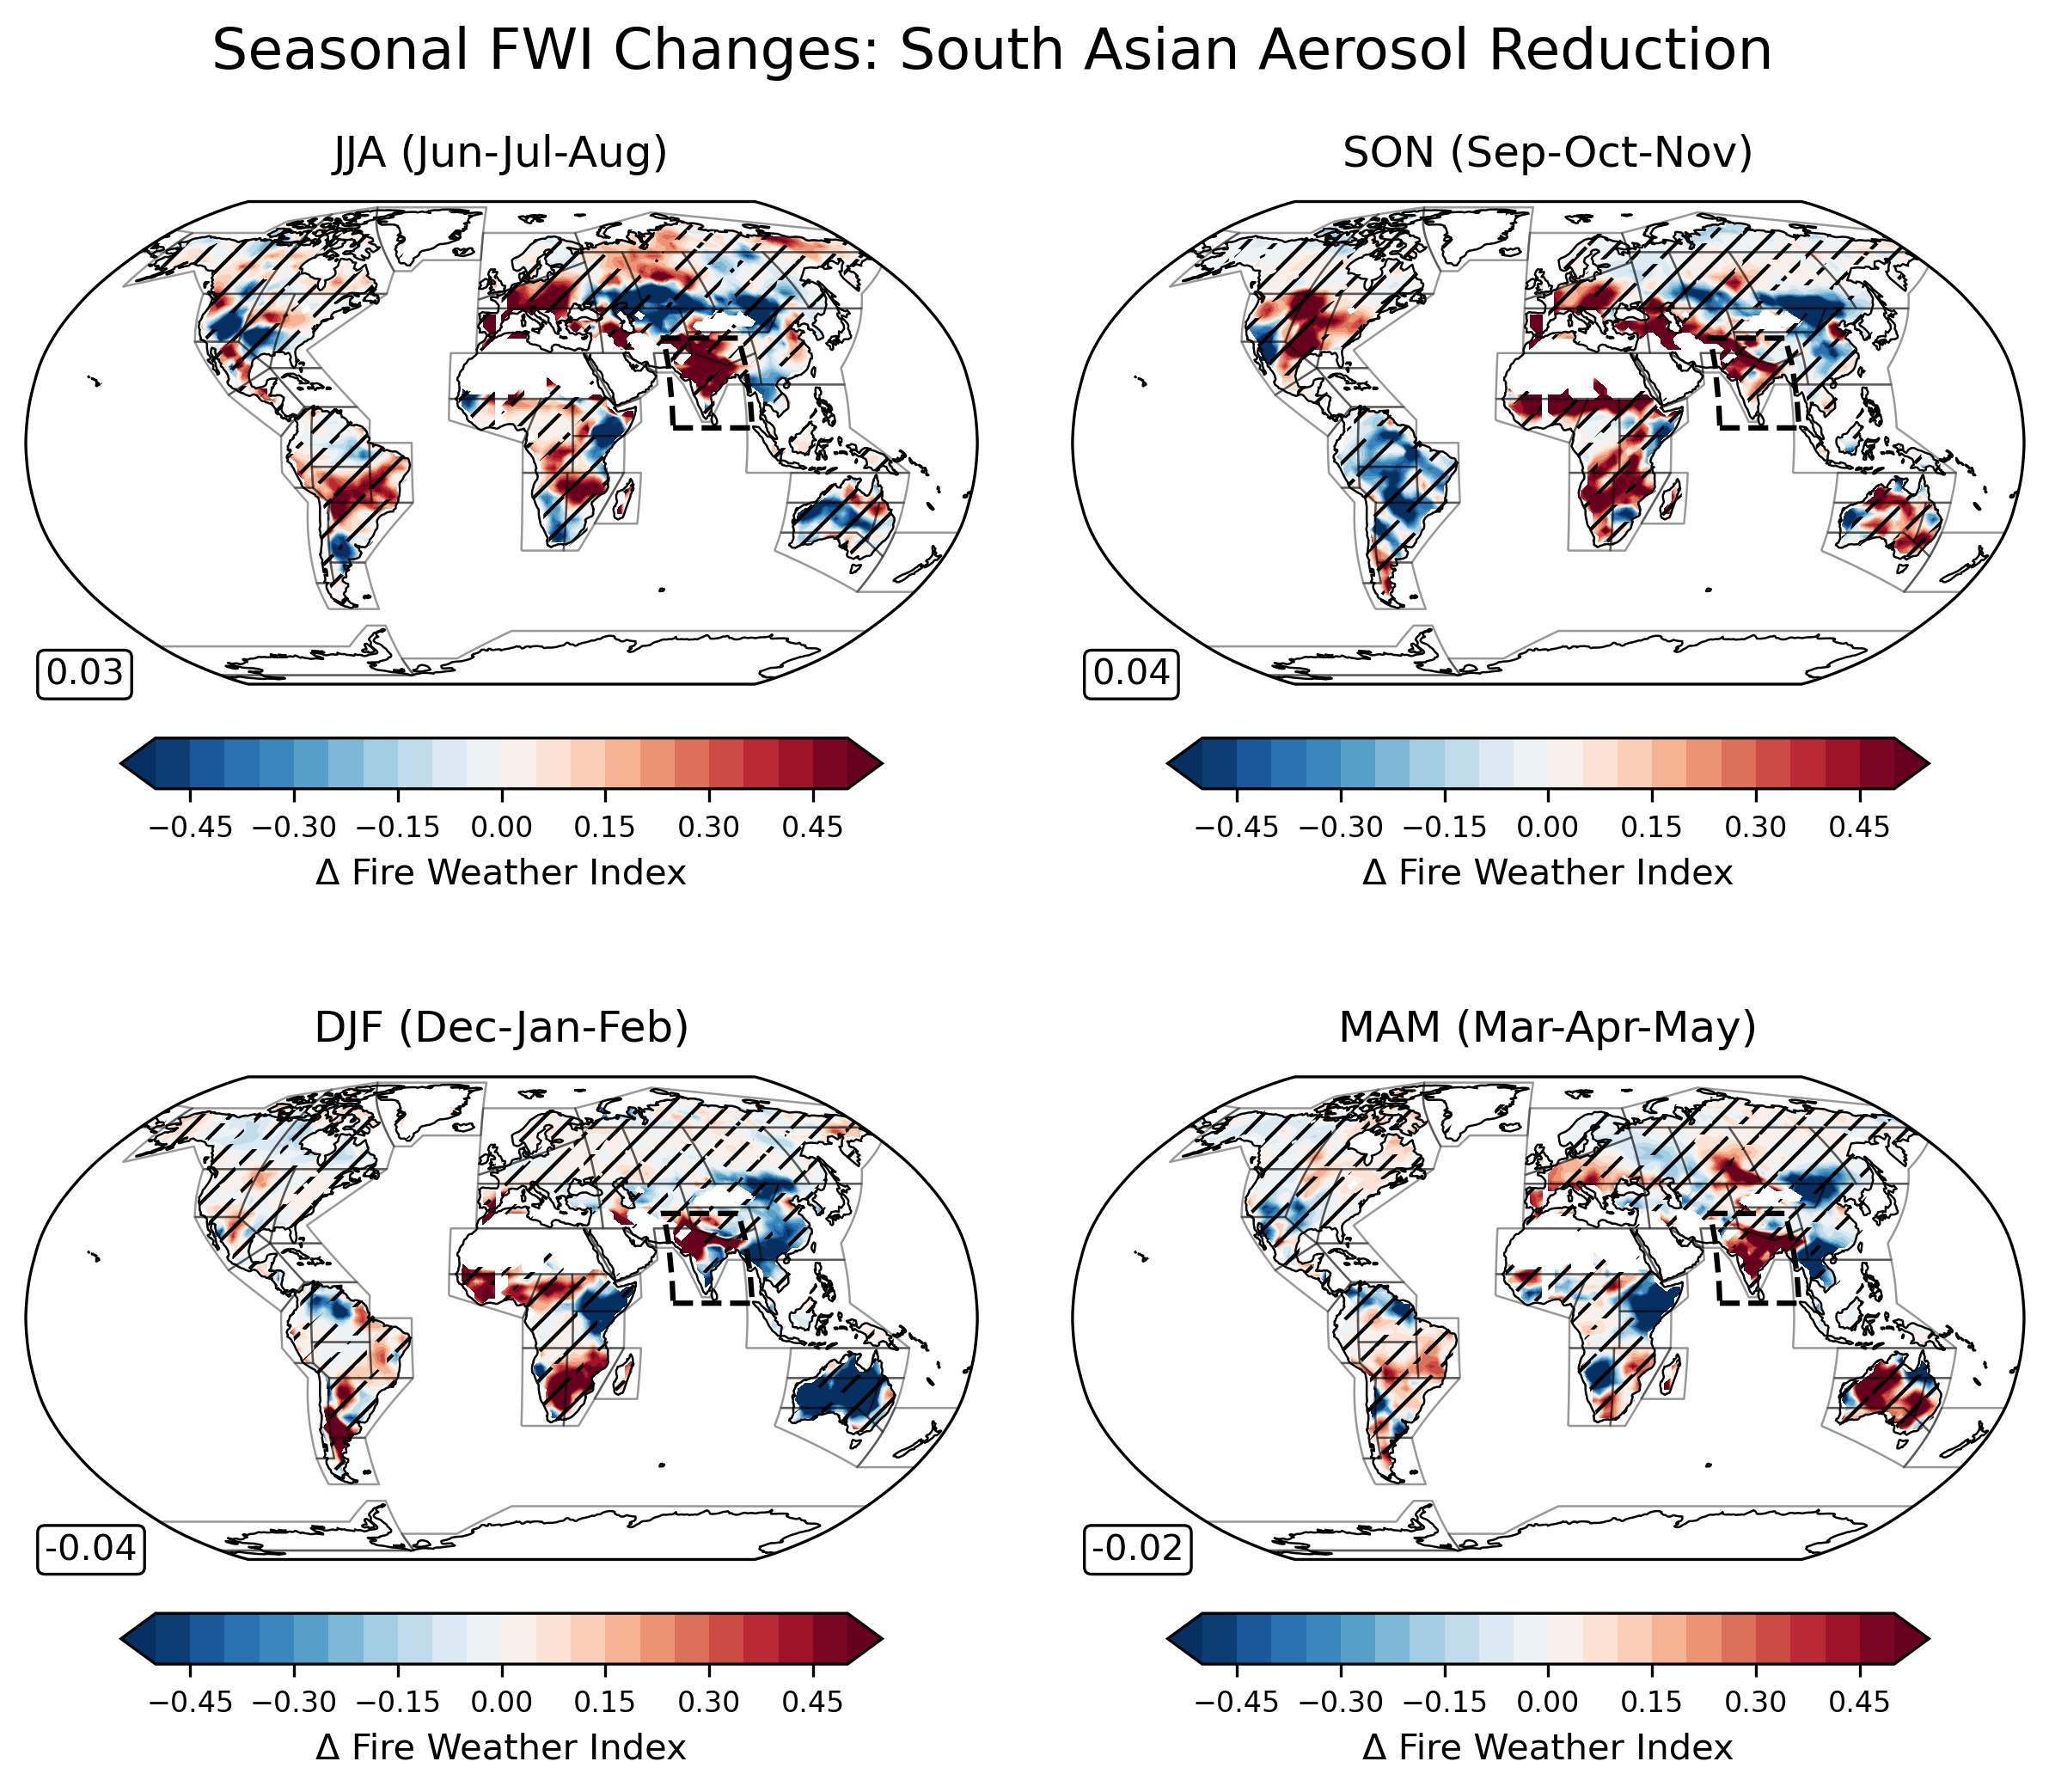 Seasonal FWI Changes: South Asian Aerosol Reduction
JJA (Jun-Jul-Aug)
SON (Sep-Oct-Nov)
0.03
0.04
−0.45 −0.30 −0.15 0.00 0.15 0.30 0.45
−0.45 −0.30 −0.15 0.00 0.15 0.30 0.45
Δ Fire Weather Index
Δ Fire Weather Index
DJF (Dec-Jan-Feb)
MAM (Mar-Apr-May)
-0.04
-0.02
−0.45 −0.30 −0.15 0.00 0.15 0.30 0.45
−0.45 −0.30 −0.15 0.00 0.15 0.30 0.45
Δ Fire Weather Index
Δ Fire Weather Index